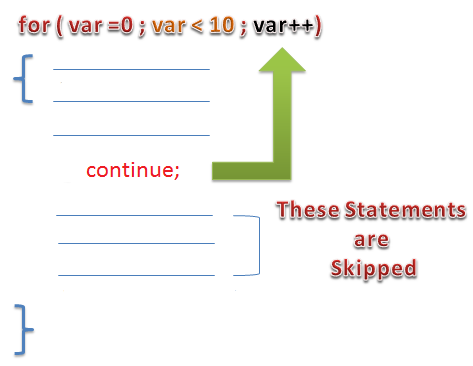 for ( var =0 ; var < 10 ; var++)
{
continue;
These Statements
are
Skipped
}